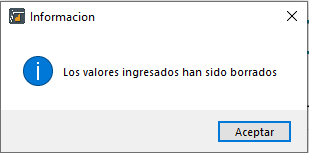 Informacion
Los valores ingresados han sido borrados
Aceptar